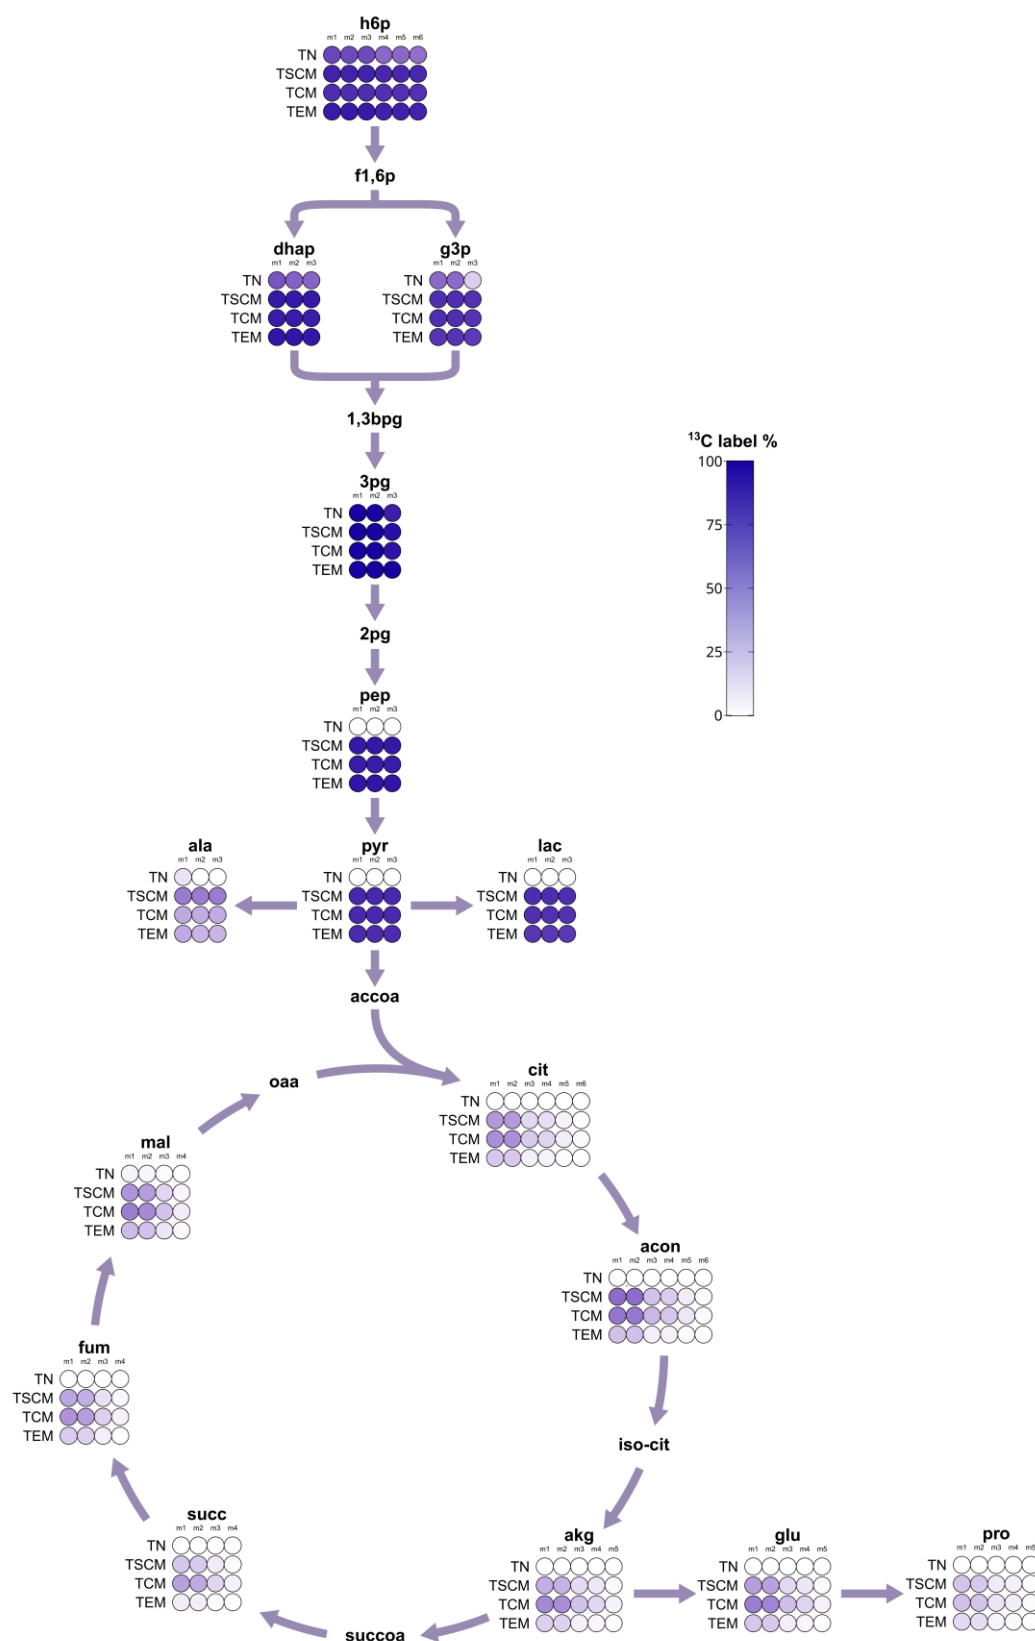 h6p
m1 m2 m3 m4 m5 m6
TN
TSCM
TCM
TEM
f1,6p
dhap
m1 m2 m3
TN
TSCM
TCM
TEM
g3p
m1 m2 m3
TN
TSCM
TCM
TEM
1,3bpg
3pg
m1 m2 m3
TN
TSCM
TCM
TEM
13C label %
100
75
50
25
0
2pg
pep
m1 m2 m3
TN
TSCM
TCM
TEM
ala
m1 m2 m3
TN
TSCM
TCM
TEM
pyr
m1 m2 m3
TN
TSCM
TCM
TEM
lac
m1 m2 m3
TN
TSCM
TCM
TEM
accoa
oaa
cit
m1 m2 m3 m4 m5 m6
TN
TSCM
TCM
TEM
mal
m1 m2 m3 m4
TN
TSCM
TCM
TEM
acon
m1 m2 m3 m4 m5 m6
TN
TSCM
TCM
TEM
fum
m1 m2 m3 m4
TN
TSCM
TCM
TEM
iso-cit
succ
m1 m2 m3 m4
TN
TSCM
TCM
TEM
akg
m1 m2 m3 m4 m5
TN
TSCM
TCM
TEM
glu
m1 m2 m3 m4 m5
TN
TSCM
TCM
TEM
pro
m1 m2 m3 m4 m5
TN
TSCM
TCM
TEM
succoa